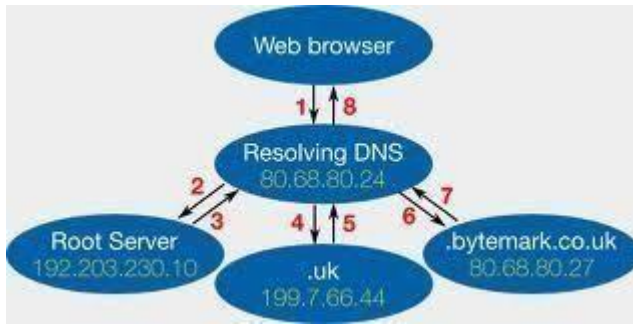 Web browser
1
8
Resolving DNS
80.68.80.24
2
3
4
5
6
7
Root Server
192.203.230.10
.uk
199.7.66.44
.bytemark.co.uk
80.68.80.27